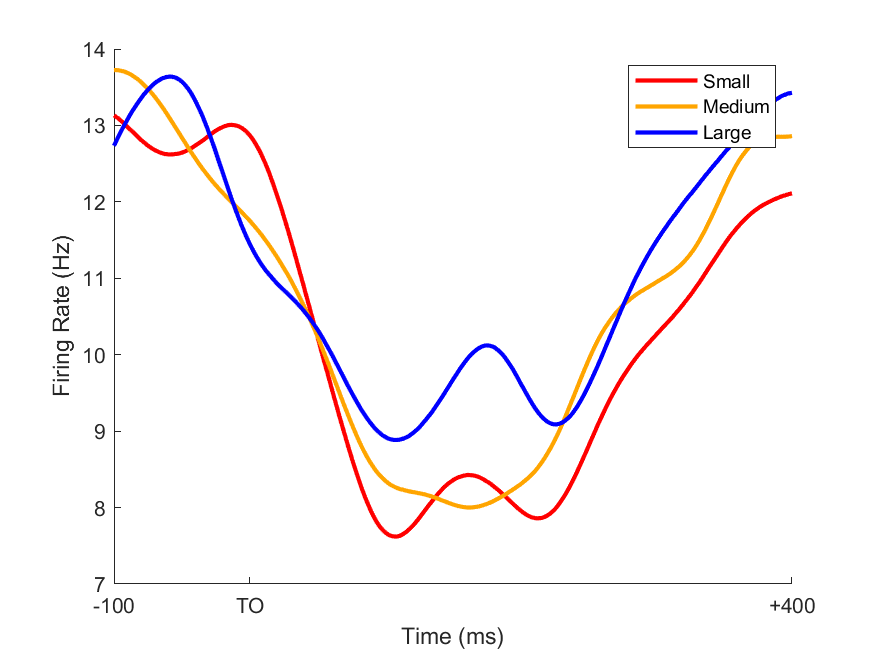 14
13
12
11
10
9
8
7
Firing Rate (Hz)
Small
Medium
Large
-100
TO
+400
Time (ms)